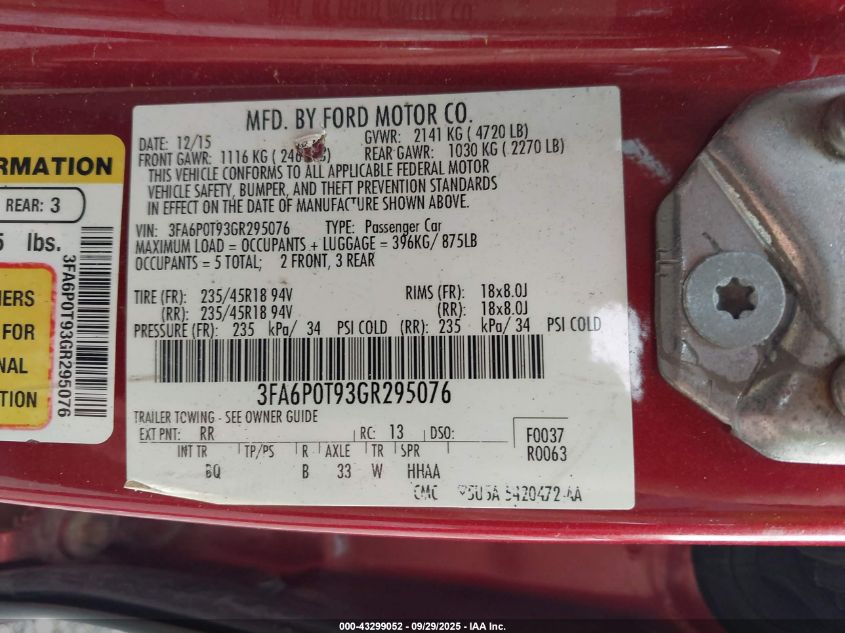 MFD. BY FORD MOTOR CO.
DATE: 12/15 GVWR: 2141 KG ( 4720 LB)
FRONT GAWR: 1116 KG ( REAR GAWR: 1030 KG ( 2270 LB)
THIS VEHICLE CONFORMS TO ALL APPLICABLE FEDERAL MOTOR
VEHICLE SAFETY, BUMPER, AND THEFT PREVENTION STANDARDS
IN EFFECT ON THE DATE OF MANUFACTURE SHOWN ABOVE.
VIN: 3FA6P0T93GR295076 TYPE: Passenger Car
MAXIMUM LOAD = OCCUPANTS + LUGGAGE = 396KG/ 875LB
OCCUPANTS = 5 TOTAL; 2 FRONT, 3 REAR
TIRE (FR): 235/45R18 94V RIMS (FR): 18x8.0J
(RR): 235/45R18 94V (RR): 18x8.0J
PRESSURE (FR): 235 kPa/ 34 PSI COLD (RR): 235 kPa/ 34 PSI COLD
3FA6P0T93GR295076
TRAILER TOWING - SEE OWNER GUIDE
EXT PNT: RR RC: 13 DSO: F0037
INT TR TP/PS R AXLE TR SPR R0063
BQ B 33 W HHAA
CMC 5420472-AA
RMATION
REAR: 3
5 lbs.
3FA6P0T93GR295076
NERS
FOR
NAL
TION
000-43299052 - 09/29/2025 - IAA Inc.